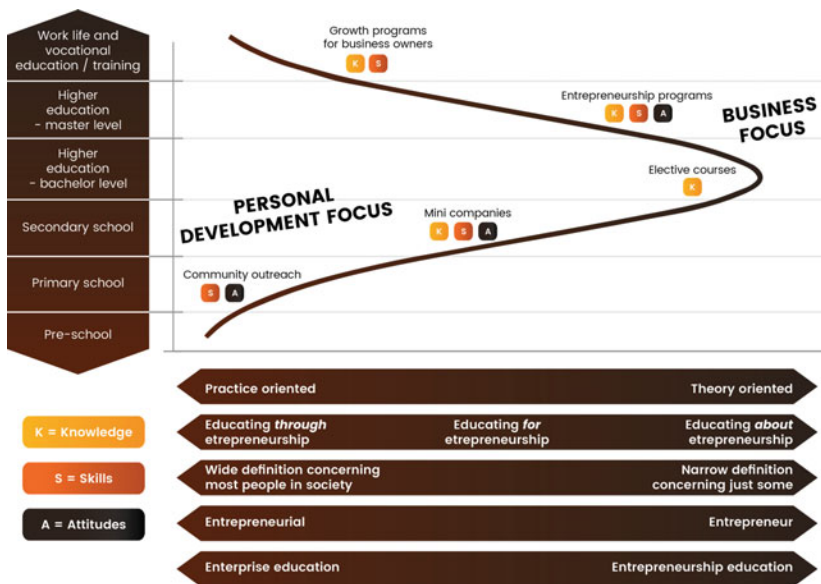 Work life and
vocational
education / training
Growth programs
for business owners
K S
Higher
education
- master level
Entrepreneurship programs
K S A
BUSINESS
FOCUS
Higher
education
- bachelor level
Elective courses
K
PERSONAL
DEVELOPMENT FOCUS
Secondary school
Mini companies
K S A
Primary school
Community outreach
S A
Pre-school
Practice oriented
Theory oriented
K = Knowledge
Educating through
etrepreneurship
Educating for
etrepreneurship
Educating about
etrepreneurship
S = Skills
Wide definition concerning
most people in society
Narrow definition
concerning just some
A = Attitudes
Entrepreneurial
Entrepreneur
Enterprise education
Entrepreneurship education